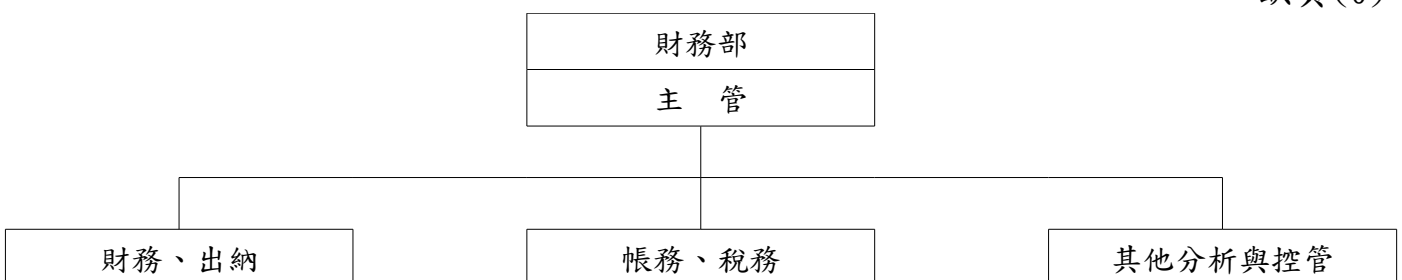 財務部
主 管
財務、出納
帳務、稅務
其他分析與控管